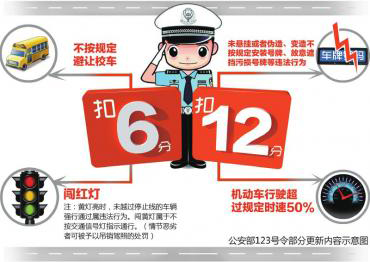 不按规定
避让校车
未悬挂或者伪造、变造不
按规定安装号牌、故意遮
挡污损号牌等违法行为
车牌 码
扣
6分
扣
12分
闯红灯
注：黄灯亮时，未越过停止线的车辆
强行通过属违法行为。闯黄灯属于不
按交通信号灯指示通行。（情节恶劣
者可被予以吊销驾照的处罚）
机动车行驶超
过规定时速50%
公安部123号令部分更新内容示意图